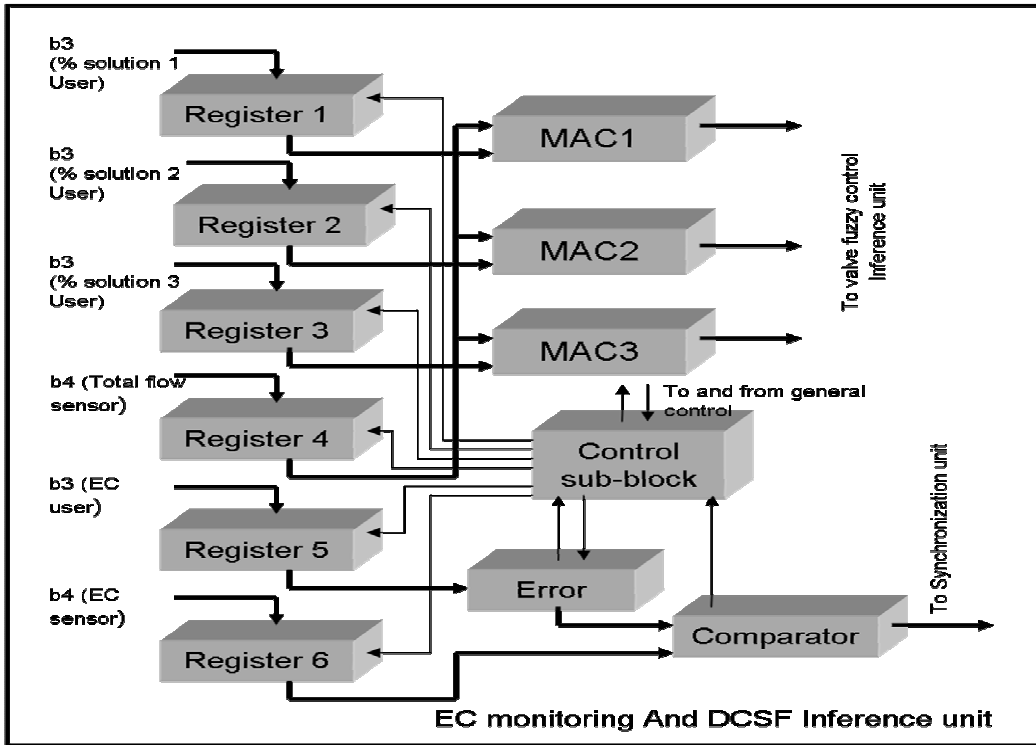 b3
(% solution 1
User)
Register 1
b3
(% solution 2
User)
Register 2
b3
(% solution 3
User)
Register 3
b4 (Total flow
sensor)
Register 4
b3 (EC
user)
Register 5
b4 (EC
sensor)
Register 6
MAC1
MAC2
MAC3
To valve fuzzy control
Inference unit
To and from general
control
Control
sub-block
Error
Comparator
To Synchronization unit
EC monitoring And DCSF Inference unit